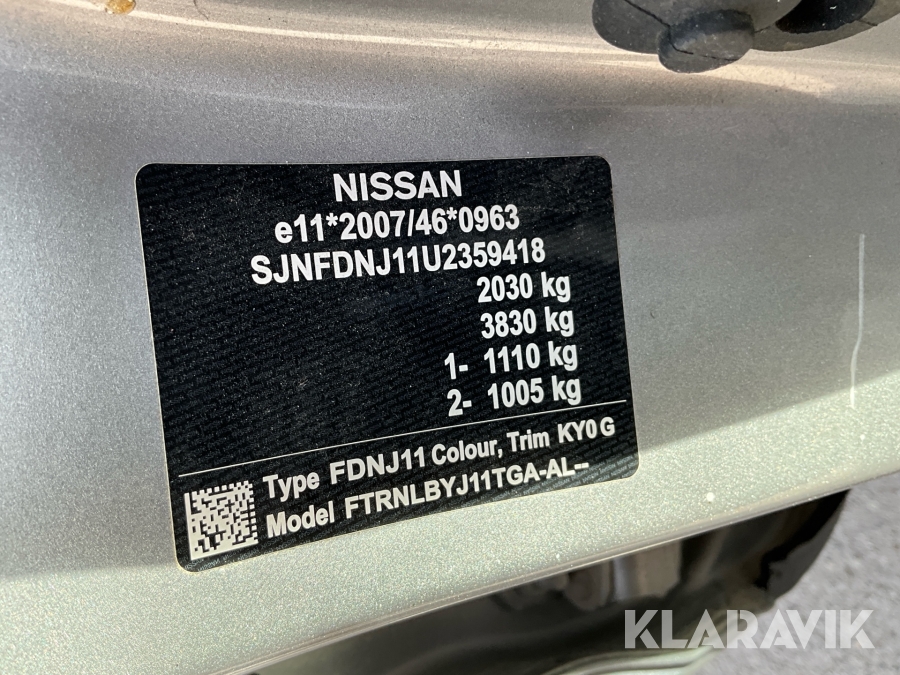 NISSAN
e11*2007/46*0963
SJNFDNJ11U2359418
2030 kg
3830 kg
1- 1110 kg
2- 1005 kg
Type FDNJ11 Colour, Trim KY0 G
Model FTRNLBYJ11TGA-AL--
KLARAVIK